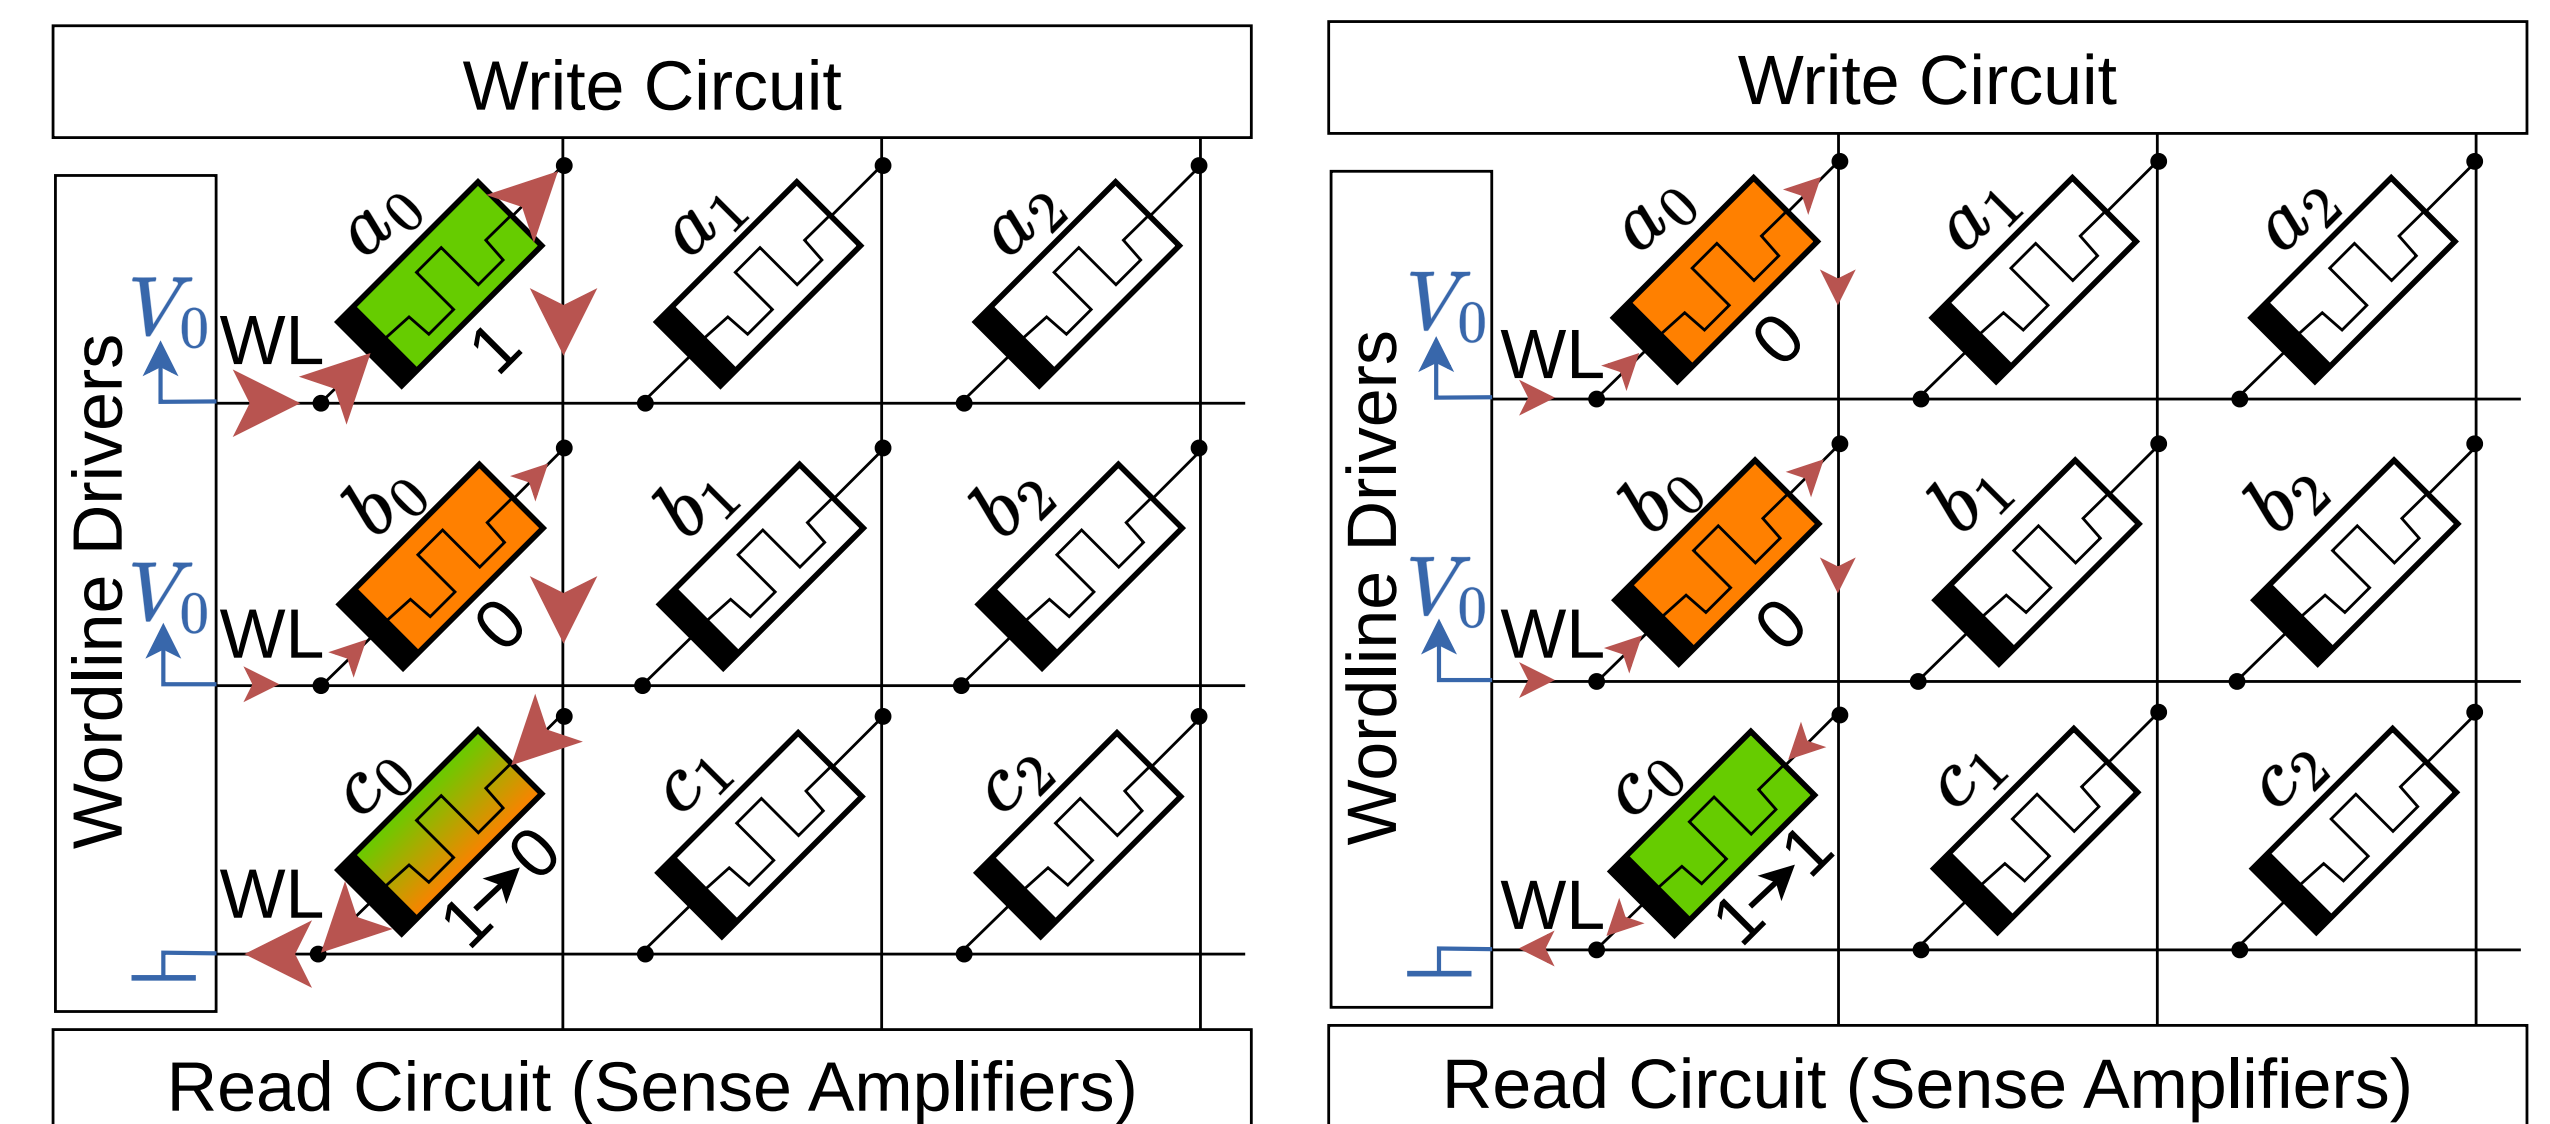 Write Circuit
Wordline Drivers
a0 a1 a2
V0 WL 1
b0 b1 b2
V0 WL 0
c0 c1 c2
WL 1→0
Read Circuit (Sense Amplifiers)
Write Circuit
Wordline Drivers
a0 a1 a2
V0 WL 0
b0 b1 b2
V0 WL 0
c0 c1 c2
WL 1→1
Read Circuit (Sense Amplifiers)